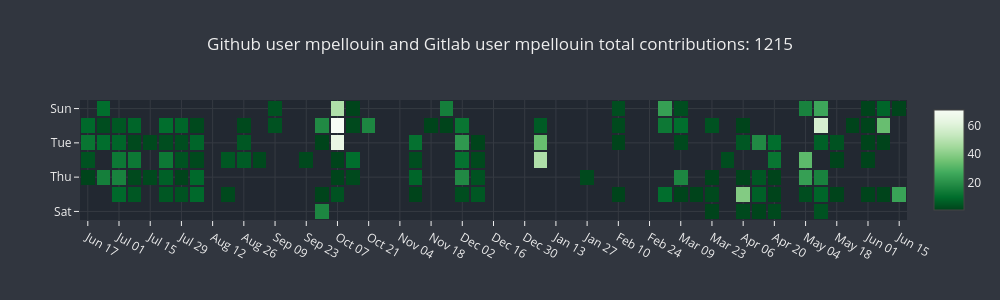 Github user mpellouin and Gitlab user mpellouin total contributions: 1215
Sun
Tue
Thu
Sat
60
40
20
Jun 17 Jul 01 Jul 15 Jul 29 Aug 12 Aug 26 Sep 09 Sep 23 Oct 07 Oct 21 Nov 04 Nov 18 Dec 02 Dec 16 Dec 30 Jan 13 Jan 27 Feb 10 Feb 24 Mar 09 Mar 23 Apr 06 Apr 20 May 04 May 18 Jun 01 Jun 15